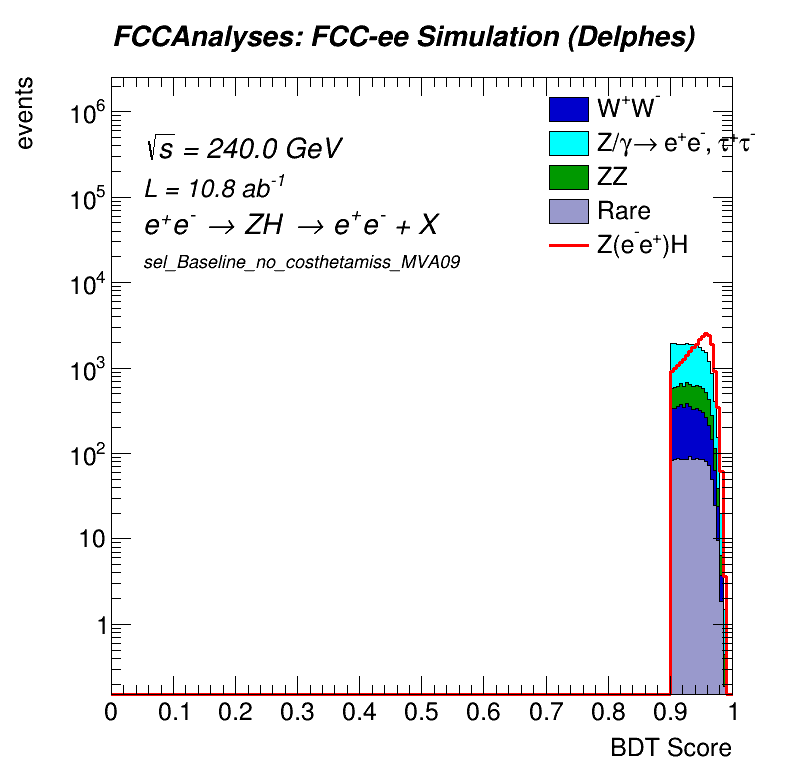 FCCAnalyses: FCC-ee Simulation (Delphes)
events
√s = 240.0 GeV
L = 10.8 ab⁻¹
e⁺e⁻ → ZH → e⁺e⁻ + X
sel_Baseline_no_costhetamiss_MVA09
W⁺W⁻
Z/γ→ e⁺e⁻, τ⁺τ⁻
ZZ
Rare
Z(e⁻e⁺)H
10⁶
10⁵
10⁴
10³
10²
10
1
0 0.1 0.2 0.3 0.4 0.5 0.6 0.7 0.8 0.9 1
BDT Score